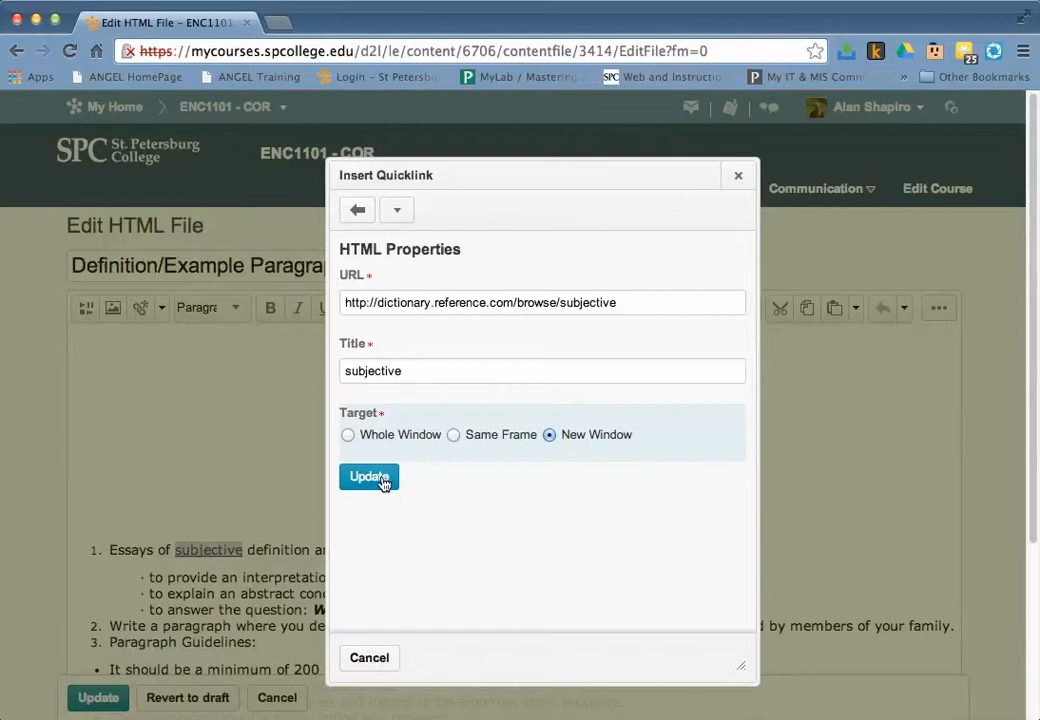 Edit HTML File – ENC1101
https://mycourses.spcollege.edu/d2l/le/content/6706/contentfile/3414/EditFile?fm=0
25
Apps ANGEL HomePage ANGEL Training Login – St Petersbu MyLab / Mastering SPC Web and Instructio P My IT & MIS Comm » Other Bookmarks
My Home ENC1101 - COR Alan Shapiro
SPC St. Petersburg College ENC1101 - COR
Communication Edit Course
Edit HTML File
Definition/Example Paragra
Paragra B I U
Insert Quicklink
HTML Properties
URL *
http://dictionary.reference.com/browse/subjective
Title *
subjective
Target *
Whole Window Same Frame New Window
Update
1. Essays of subjective definition an
· to provide an interpretatio
· to explain an abstract con
· to answer the question: W
2. Write a paragraph where you de d by members of your family.
3. Paragraph Guidelines:
• It should be a minimum of 200
Cancel
Update Revert to draft Cancel